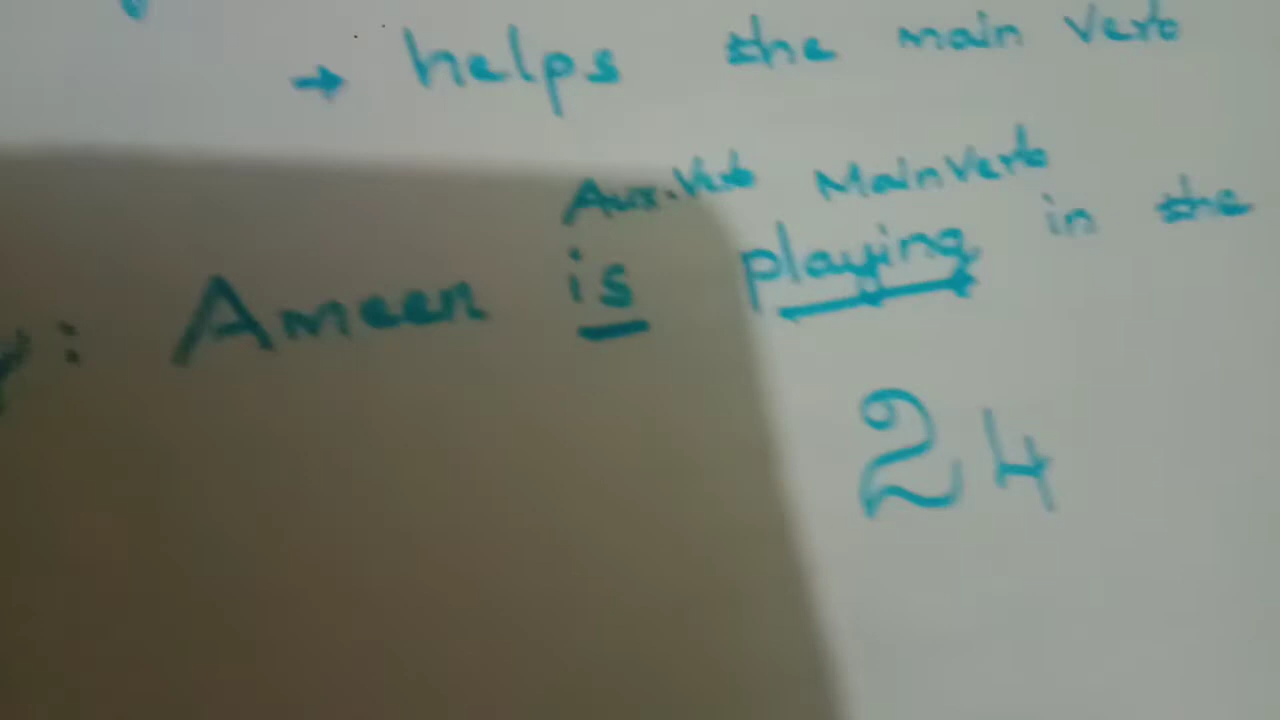 → helps the main verb
Aux.Verb Main Verb
: Ameen is playing in the
24